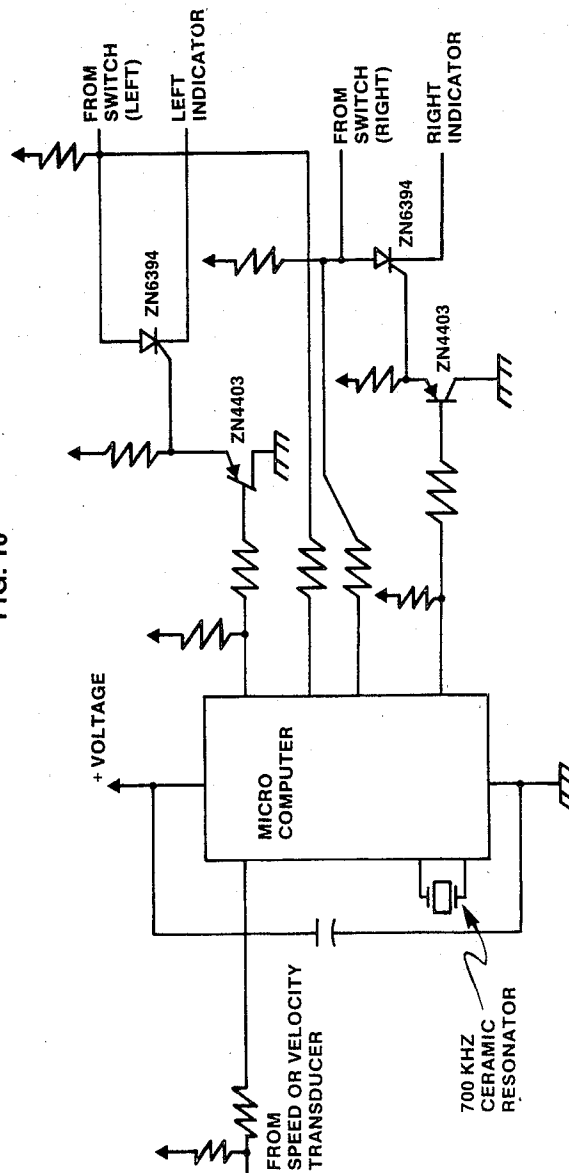 FIG. 10
FROM
SWITCH
(LEFT)
LEFT
INDICATOR
ZN6394
ZN4403
FROM
SWITCH
(RIGHT)
RIGHT
INDICATOR
ZN6394
ZN4403
+ VOLTAGE
MICRO
COMPUTER
FROM
SPEED OR VELOCITY
TRANSDUCER
700 KHZ
CERAMIC
RESONATOR